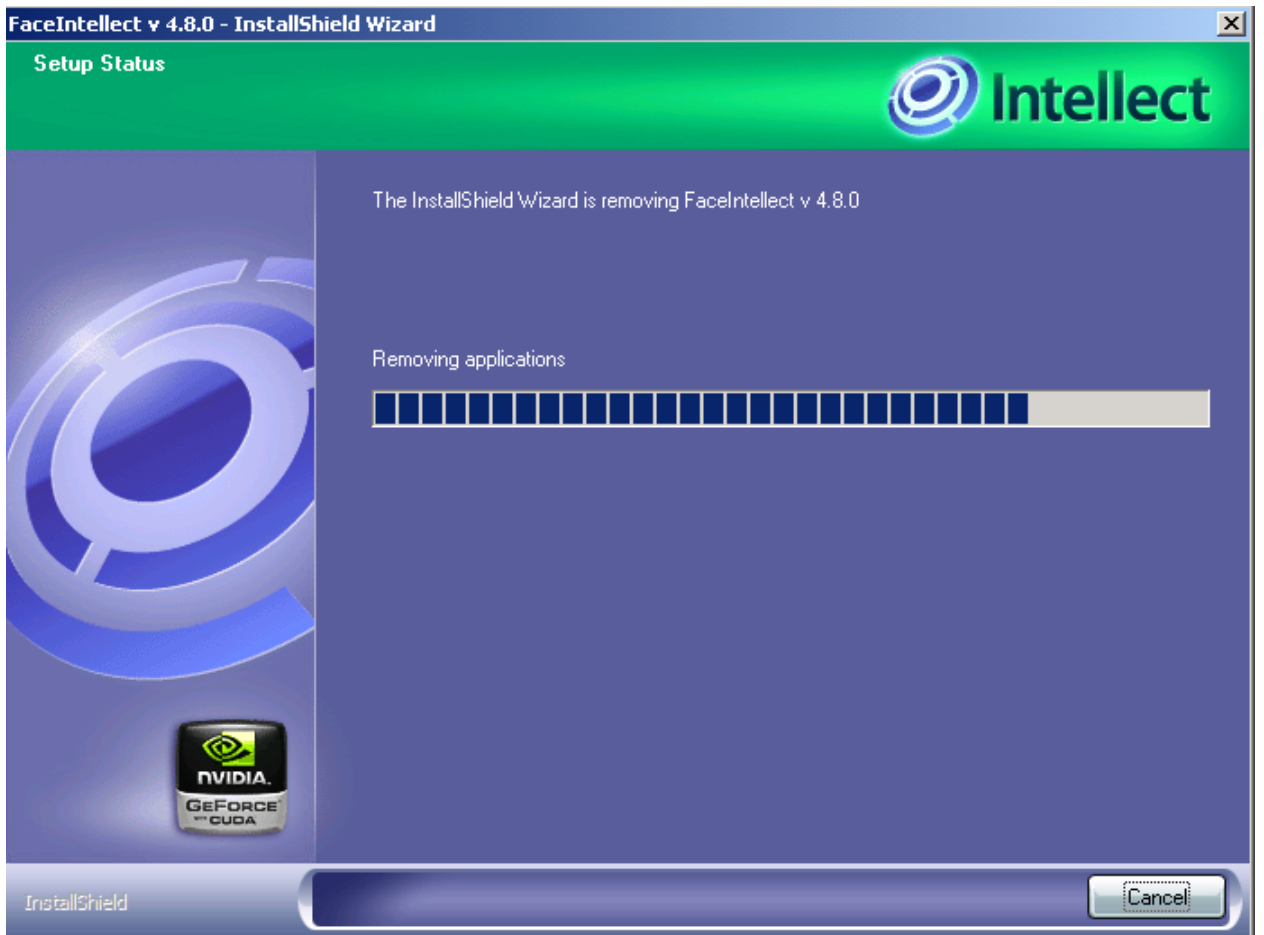 FaceIntellect v 4.8.0 - InstallShield Wizard
Setup Status
Intellect
The InstallShield Wizard is removing FaceIntellect v 4.8.0
Removing applications
NVIDIA.
GEFORCE
WITH CUDA
InstallShield
Cancel